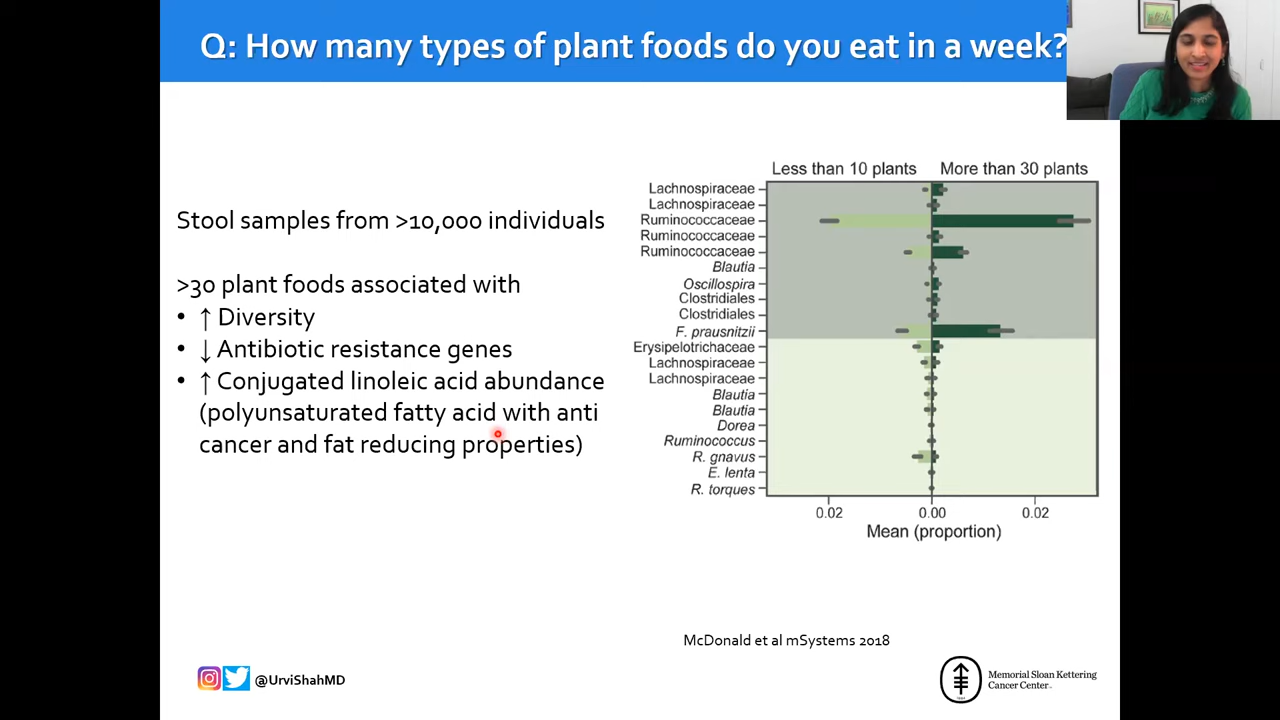 Q: How many types of plant foods do you eat in a week?
Stool samples from >10,000 individuals
>30 plant foods associated with
• ↑ Diversity
• ↓ Antibiotic resistance genes
• ↑ Conjugated linoleic acid abundance
(polyunsaturated fatty acid with anti
cancer and fat reducing properties)
Less than 10 plants More than 30 plants
Lachnospiraceae
Lachnospiraceae
Ruminococcaceae
Ruminococcaceae
Ruminococcaceae
Blautia
Oscillospira
Clostridiales
Clostridiales
F. prausnitzii
Erysipelotrichaceae
Lachnospiraceae
Lachnospiraceae
Blautia
Blautia
Dorea
Ruminococcus
R. gnavus
E. lenta
R. torques
0.02 0.00 0.02
Mean (proportion)
McDonald et al mSystems 2018
@UrviShahMD
Memorial Sloan Kettering
Cancer Center